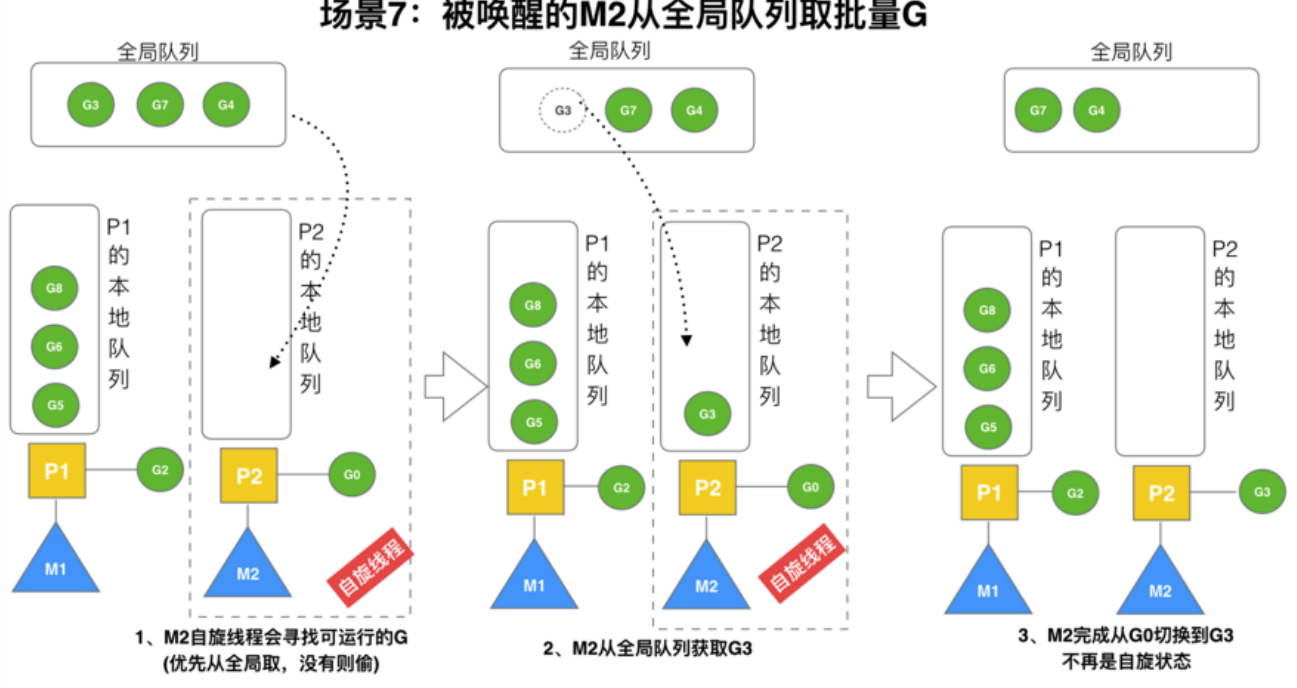 场景7：被唤醒的M2从全局队列取批量G
全局队列
G3 G7 G4
P1的本地队列
G8
G6
G5
P2的本地队列
P1
G2
P2
G0
M1
M2
自旋线程
1、M2自旋线程会寻找可运行的G
(优先从全局取，没有则偷)
全局队列
G3 G7 G4
P1的本地队列
G8
G6
G5
P2的本地队列
G3
P1
G2
P2
G0
M1
M2
自旋线程
2、M2从全局队列获取G3
全局队列
G7 G4
P1的本地队列
G8
G6
G5
P2的本地队列
P1
G2
P2
G3
M1
M2
3、M2完成从G0切换到G3
不再是自旋状态